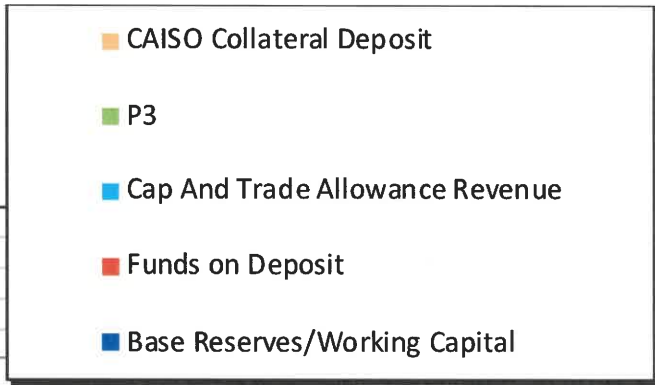 CAISO Collateral Deposit
P3
Cap And Trade Allowance Revenue
Funds on Deposit
Base Reserves/Working Capital